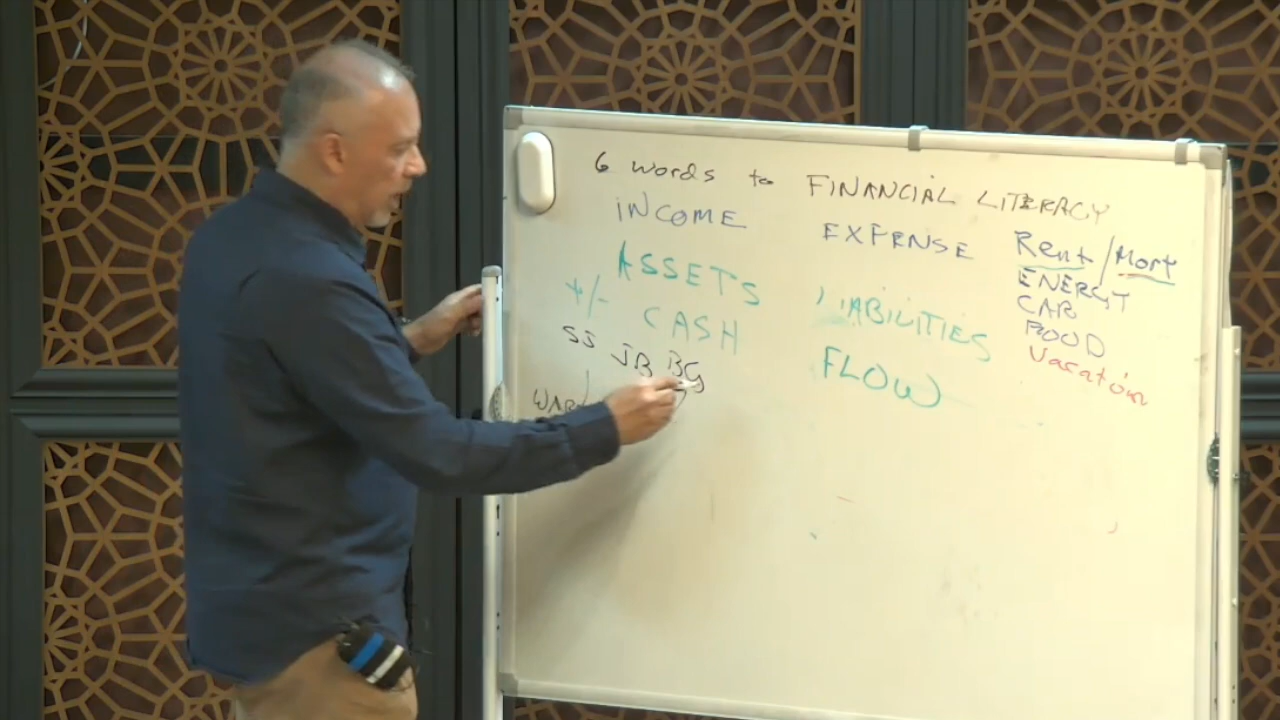 6 words to FINANCIAL LITERACY
INCOME EXPENSE Rent/Mort
ENERGY
ASSETS LIABILITIES CAR
+/- CASH FLOW FOOD
Vacation
SS JB BG